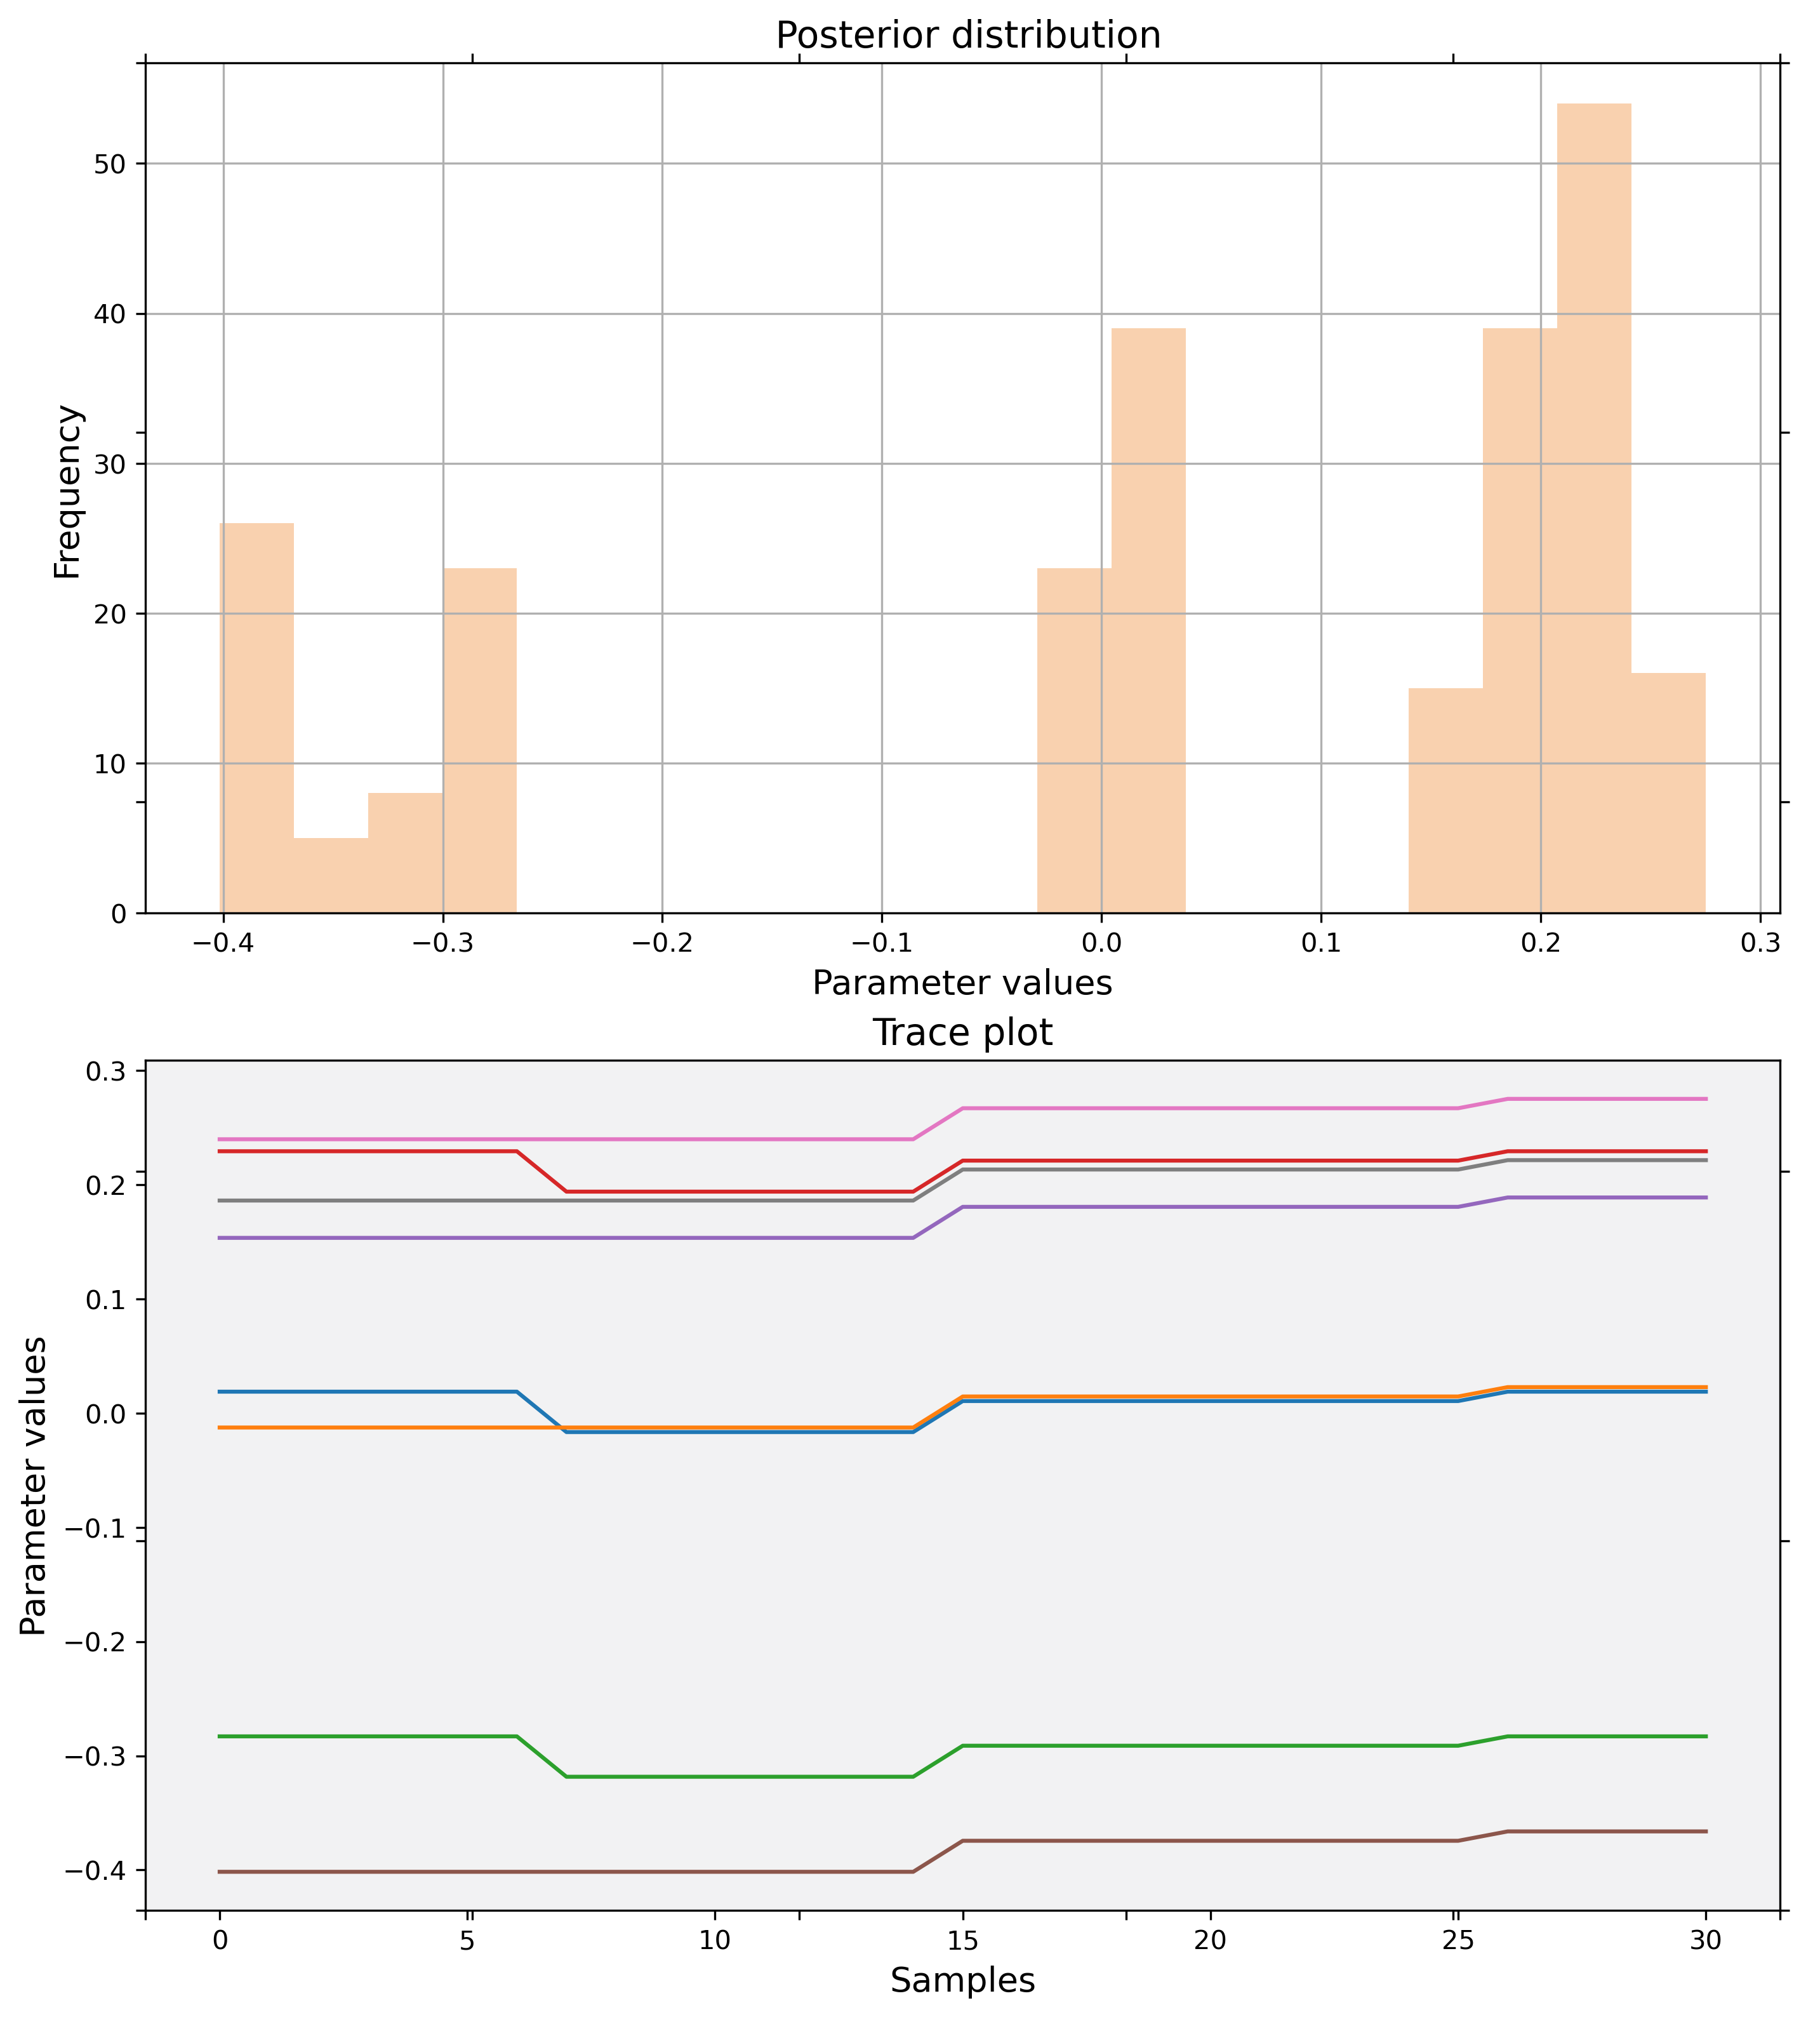 Posterior distribution
50
40
30
20
10
0
Frequency
−0.4 −0.3 −0.2 −0.1 0.0 0.1 0.2 0.3
Parameter values
Trace plot
0.3
0.2
0.1
0.0
−0.1
−0.2
−0.3
−0.4
Parameter values
0 5 10 15 20 25 30
Samples